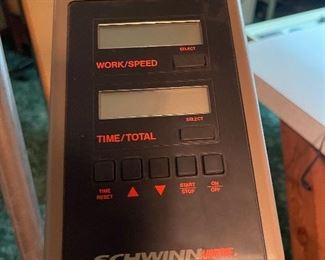 SELECT
WORK/SPEED
SELECT
TIME/TOTAL
TIME RESET
START STOP
ON OFF
SCHWINN